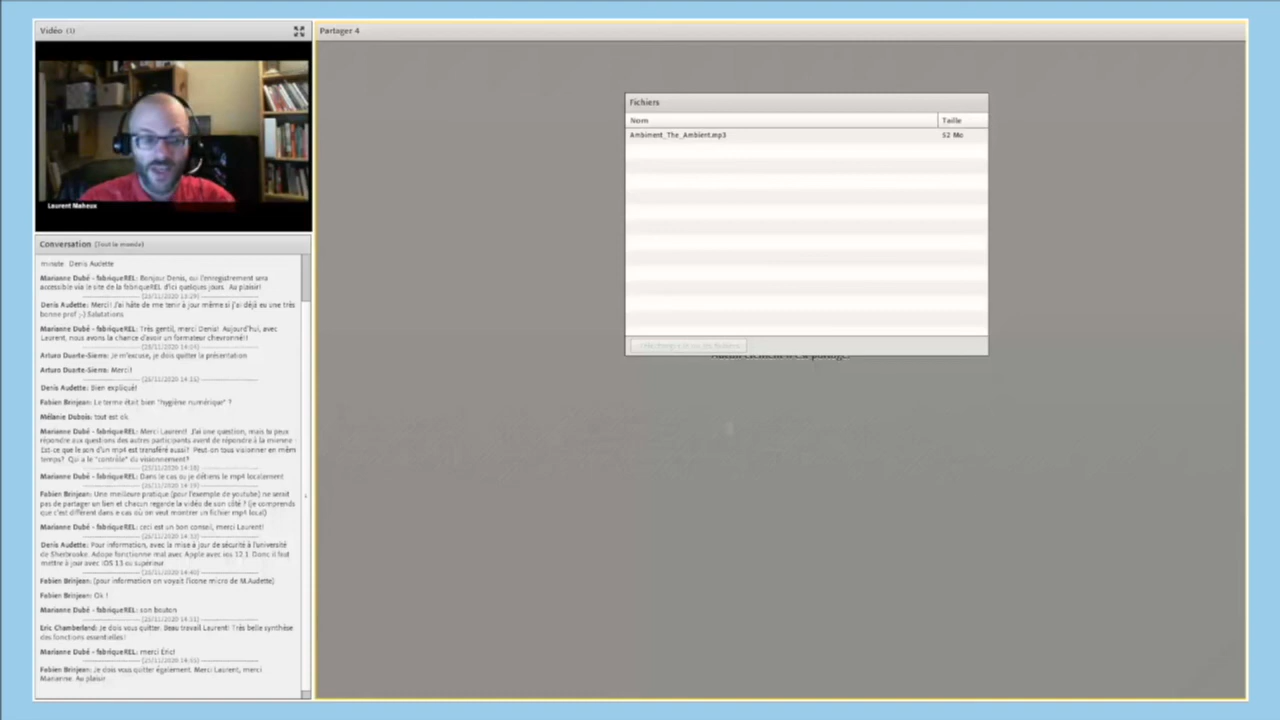 Vidéo (1)
Laurent Maheux
Conversation (Tout le monde)
minute Denis Audette
Marianne Dubé - fabriqueREL: Bonjour Denis, oui l'enregistrement sera
accessible via le site de la fabriqueREL d'ici quelques jours. Au plaisir!
Denis Audette: Merci! J'ai hâte de me tenir à jour même si j'ai déjà eu une très
bonne prof ;-) Salutations
Marianne Dubé - fabriqueREL: Très gentil, merci Denis! Aujourd'hui, avec
Laurent, nous avons la chance d'avoir un formateur chevronné!!
Arturo Duarte-Sierra: Je m'excuse, je dois quitter la présentation
Arturo Duarte-Sierra: Merci!
Denis Audette: Bien expliqué!
Fabien Brinjean: Le terme était bien "hygiène numérique" ?
Mélanie Dubois: tout est ok
Marianne Dubé - fabriqueREL: Merci Laurent! J'ai une question, mais tu peux
répondre aux questions des autres participants avant de répondre à la mienne
Est-ce que le son d'un mp4 est transféré aussi? Peut-on tous visionner en mêm
temps? Qui a le "contrôle" du visionnement?
Marianne Dubé - fabriqueREL: Dans le cas ou je détiens le mp4 localement
Fabien Brinjean: Une meilleure pratique (pour l'exemple de youtube) ne serait
pas de partager un lien et chacun regarde la vidéo de son côté ? (je comprends
que c'est différent dans le cas où on veut montrer un fichier mp4 local)
Marianne Dubé - fabriqueREL: ceci est un bon conseil, merci Laurent!
Denis Audette: Pour information, avec la mise à jour de sécurité à l'université
de Sherbrooke. Adope fonctionne mal avec Apple avec ios 12.1 Donc il faut
mettre à jour avec iOS 13 ou supérieur
Fabien Brinjean: (pour information on voyait l'icone micro de M.Audette)
Fabien Brinjean: Ok !
Marianne Dubé - fabriqueREL: son bouton
Eric Chamberland: Je dois vous quitter. Beau travail Laurent! Très belle synthèse
des fonctions essentielles!
Marianne Dubé - fabriqueREL: merci Éric!
Fabien Brinjean: Je dois vous quitter également. Merci Laurent, merci
Marianne. Au plaisir
Partager 4
Fichiers
Nom Taille
Ambiment_The_Ambient.mp3 52 Mo